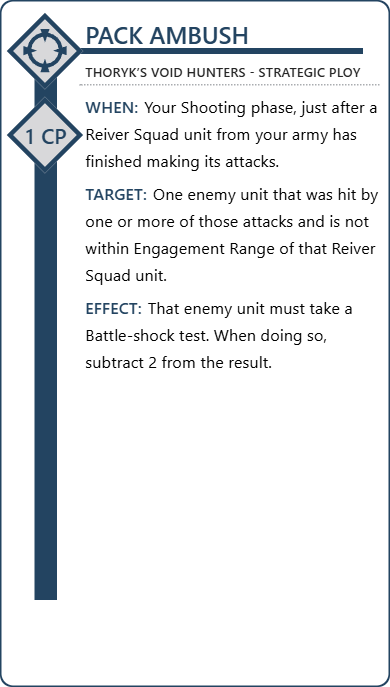 PACK AMBUSH
THORYK'S VOID HUNTERS - STRATEGIC PLOY
1 CP
WHEN: Your Shooting phase, just after a
Reiver Squad unit from your army has
finished making its attacks.
TARGET: One enemy unit that was hit by
one or more of those attacks and is not
within Engagement Range of that Reiver
Squad unit.
EFFECT: That enemy unit must take a
Battle-shock test. When doing so,
subtract 2 from the result.